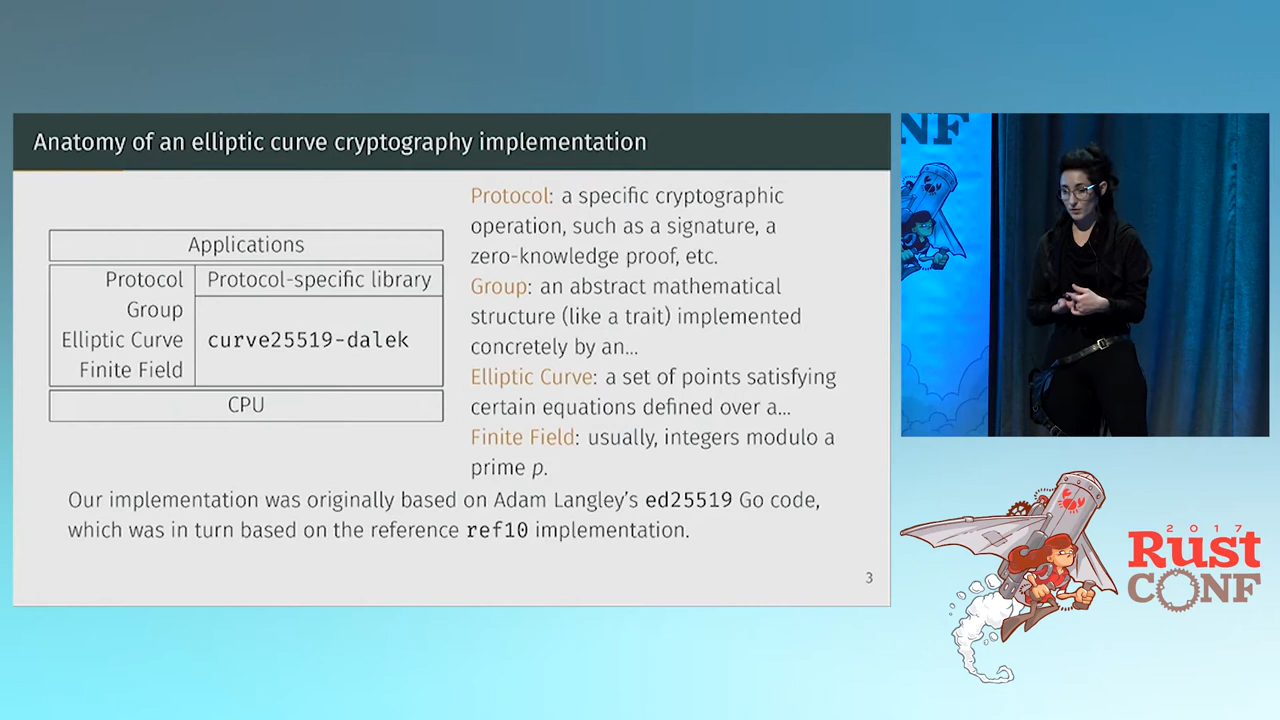 Anatomy of an elliptic curve cryptography implementation
Applications
Protocol
Protocol-specific library
Group
Elliptic Curve
curve25519-dalek
Finite Field
CPU
Protocol: a specific cryptographic
operation, such as a signature, a
zero-knowledge proof, etc.
Group: an abstract mathematical
structure (like a trait) implemented
concretely by an...
Elliptic Curve: a set of points satisfying
certain equations defined over a...
Finite Field: usually, integers modulo a
prime p.
Our implementation was originally based on Adam Langley's ed25519 Go code,
which was in turn based on the reference ref10 implementation.
3
NF
2017
Rust
CONF